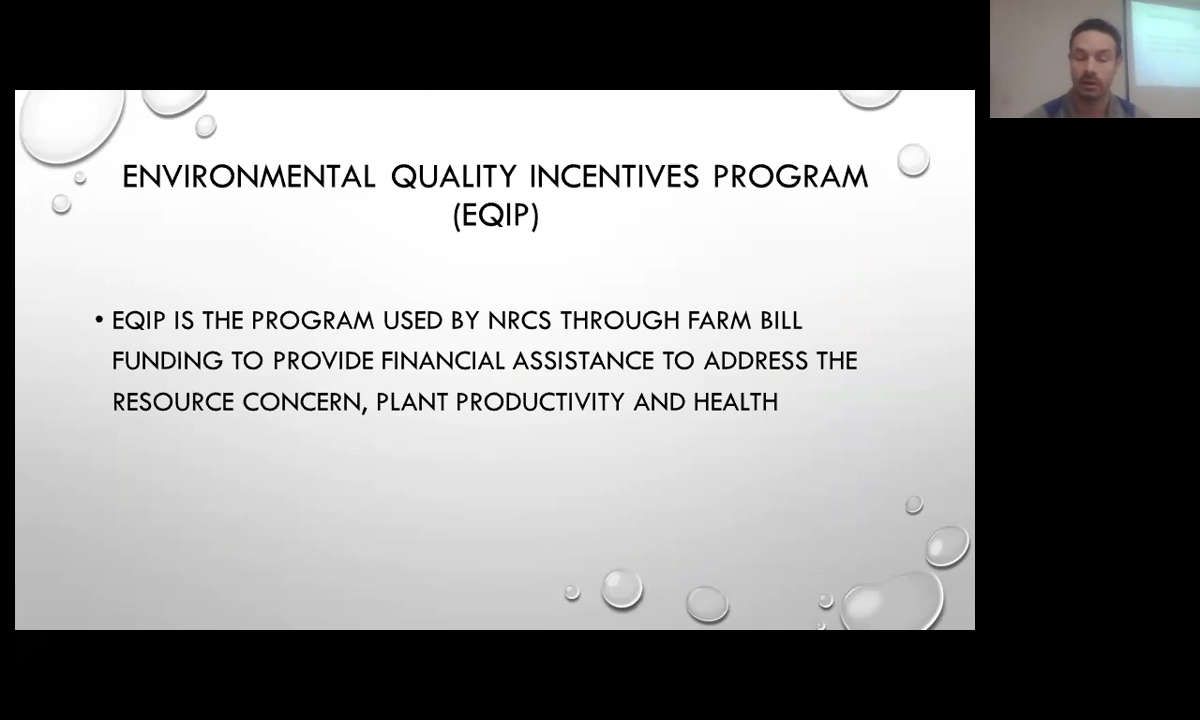 ENVIRONMENTAL QUALITY INCENTIVES PROGRAM
(EQIP)
• EQIP IS THE PROGRAM USED BY NRCS THROUGH FARM BILL
FUNDING TO PROVIDE FINANCIAL ASSISTANCE TO ADDRESS THE
RESOURCE CONCERN, PLANT PRODUCTIVITY AND HEALTH